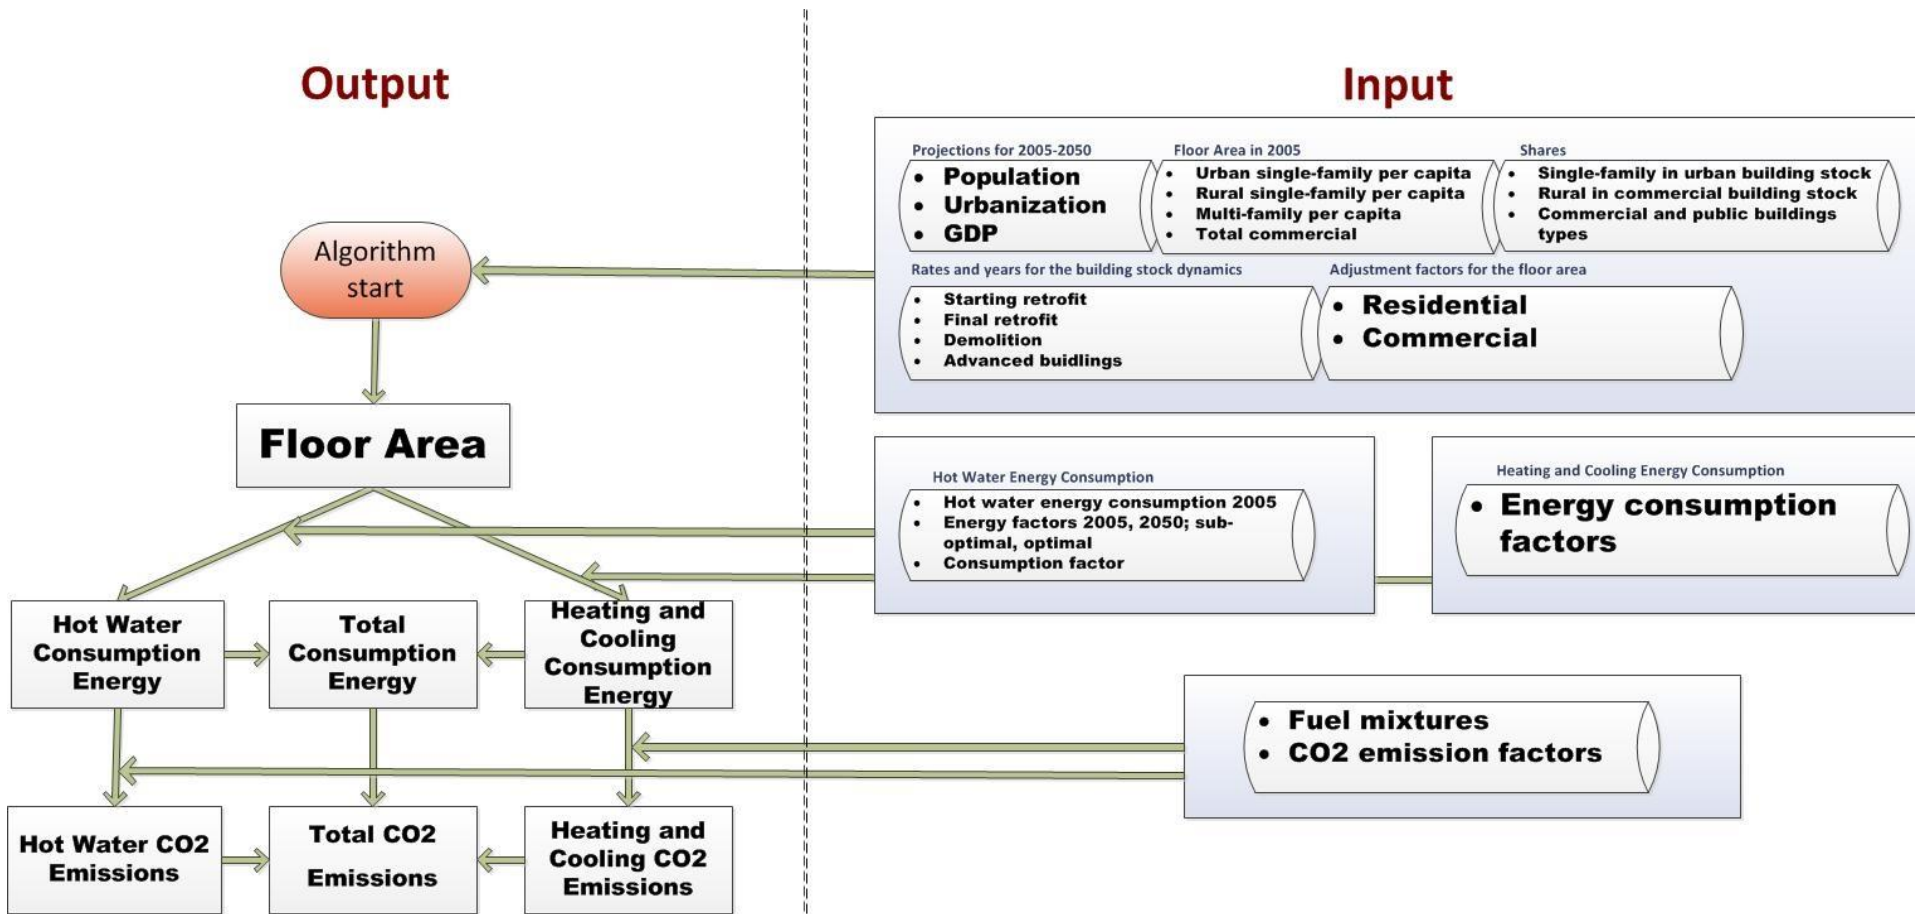 Output
Input
Projections for 2005-2050
• Population
• Urbanization
• GDP
Floor Area in 2005
• Urban single-family per capita
• Rural single-family per capita
• Multi-family per capita
• Total commercial
Shares
• Single-family in urban building stock
• Rural in commercial building stock
• Commercial and public buildings
types
Algorithm
start
Rates and years for the building stock dynamics
• Starting retrofit
• Final retrofit
• Demolition
• Advanced buidlings
Adjustment factors for the floor area
• Residential
• Commercial
Floor Area
Hot Water Energy Consumption
• Hot water energy consumption 2005
• Energy factors 2005, 2050; sub-
optimal, optimal
• Consumption factor
Heating and Cooling Energy Consumption
• Energy consumption
factors
Hot Water
Consumption
Energy
Total
Consumption
Energy
Heating and
Cooling
Consumption
Energy
• Fuel mixtures
• CO2 emission factors
Hot Water CO2
Emissions
Total CO2
Emissions
Heating and
Cooling CO2
Emissions